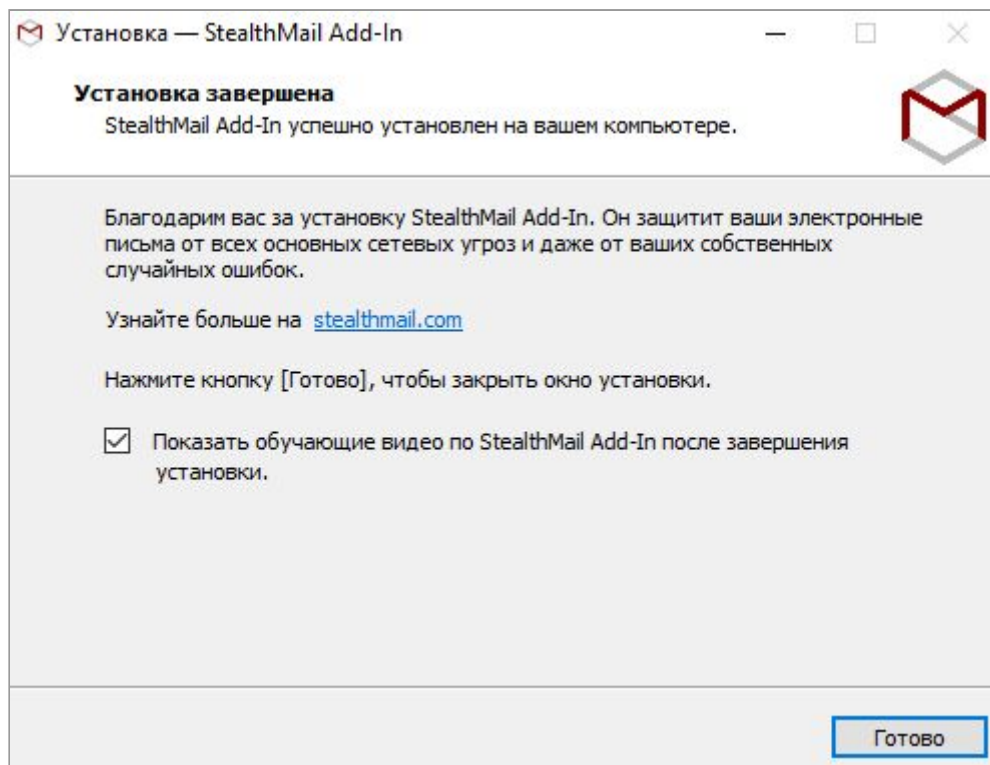 Установка — StealthMail Add-In
Установка завершена
StealthMail Add-In успешно установлен на вашем компьютере.
Благодарим вас за установку StealthMail Add-In. Он защитит ваши электронные
письма от всех основных сетевых угроз и даже от ваших собственных
случайных ошибок.
Узнайте больше на stealthmail.com
Нажмите кнопку [Готово], чтобы закрыть окно установки.
Показать обучающие видео по StealthMail Add-In после завершения
установки.
Готово